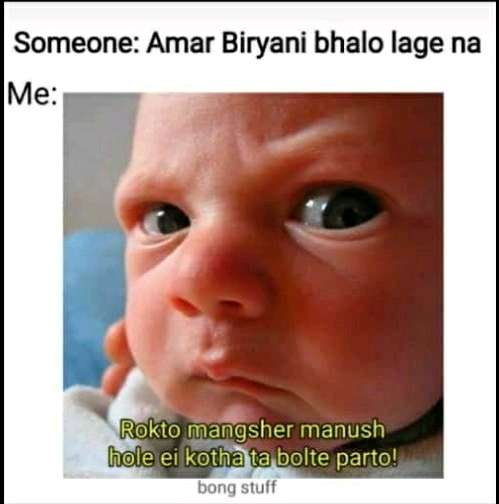 Someone: Amar Biryani bhalo lage na
Me:
Rokto mangsher manush
hole ei kotha ta bolte parto!
bong stuff